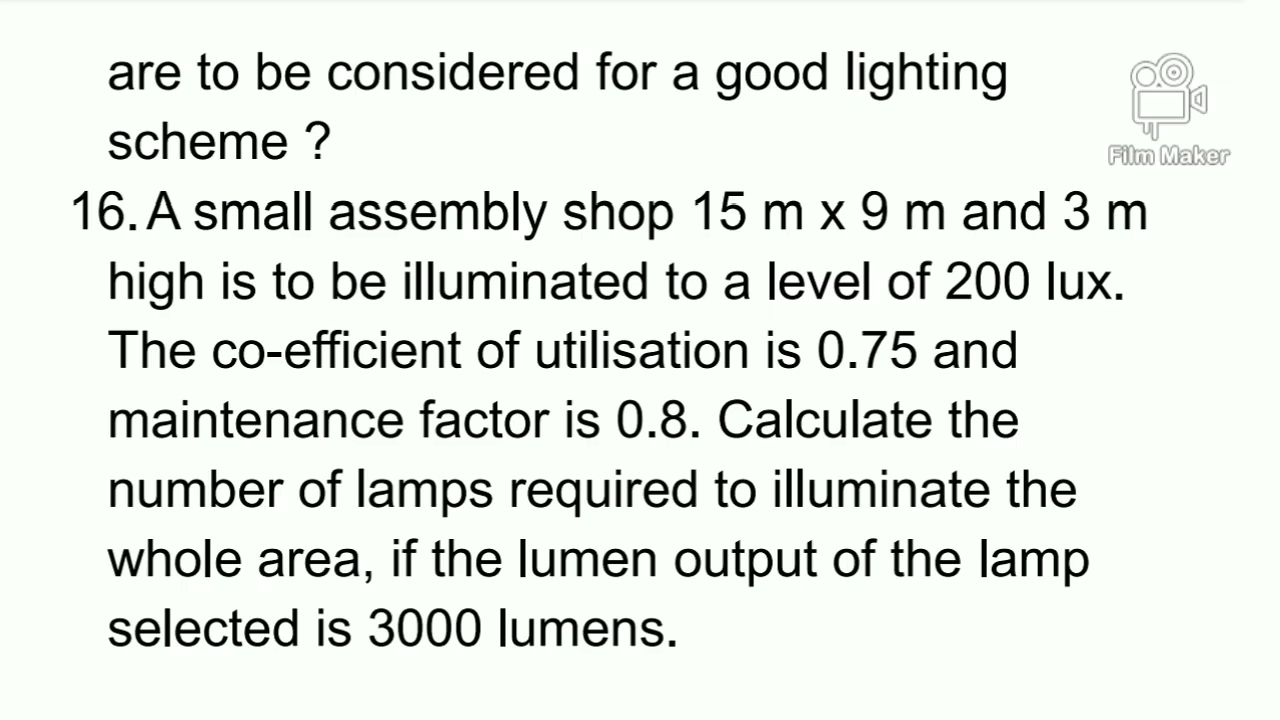 are to be considered for a good lighting
scheme ?
16. A small assembly shop 15 m x 9 m and 3 m
high is to be illuminated to a level of 200 lux.
The co-efficient of utilisation is 0.75 and
maintenance factor is 0.8. Calculate the
number of lamps required to illuminate the
whole area, if the lumen output of the lamp
selected is 3000 lumens.
Film Maker